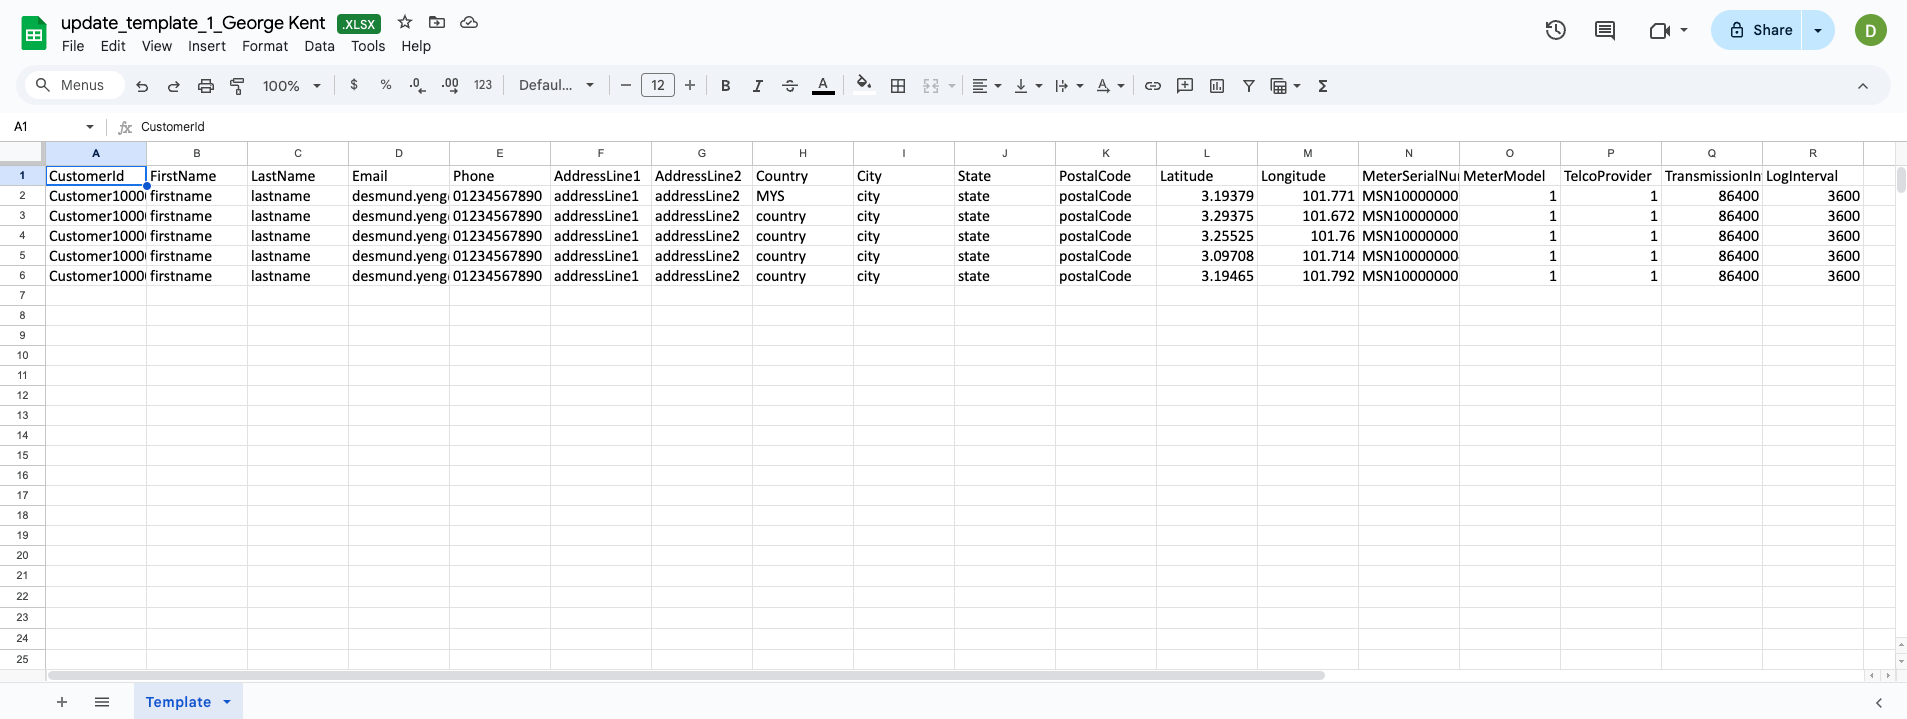 update_template_1_George Kent .XLSX
File Edit View Insert Format Data Tools Help
Share
D
Menus 100% $ % .0 .00 123 Defaul... 12 B I A
A1 CustomerId
A B C D E F G H I J K L M N O P Q R
1 CustomerId FirstName LastName Email Phone AddressLine1 AddressLine2 Country City State PostalCode Latitude Longitude MeterSerialNu MeterModel TelcoProvider TransmissionIn LogInterval
2 Customer1000 firstname lastname desmund.yeng 01234567890 addressLine1 addressLine2 MYS city state postalCode 3.19379 101.771 MSN10000000 1 1 86400 3600
3 Customer1000 firstname lastname desmund.yeng 01234567890 addressLine1 addressLine2 country city state postalCode 3.29375 101.672 MSN10000000 1 1 86400 3600
4 Customer1000 firstname lastname desmund.yeng 01234567890 addressLine1 addressLine2 country city state postalCode 3.25525 101.76 MSN10000000 1 1 86400 3600
5 Customer1000 firstname lastname desmund.yeng 01234567890 addressLine1 addressLine2 country city state postalCode 3.09708 101.714 MSN10000000 1 1 86400 3600
6 Customer1000 firstname lastname desmund.yeng 01234567890 addressLine1 addressLine2 country city state postalCode 3.19465 101.792 MSN10000000 1 1 86400 3600
7
8
9
10
11
12
13
14
15
16
17
18
19
20
21
22
23
24
25
Template